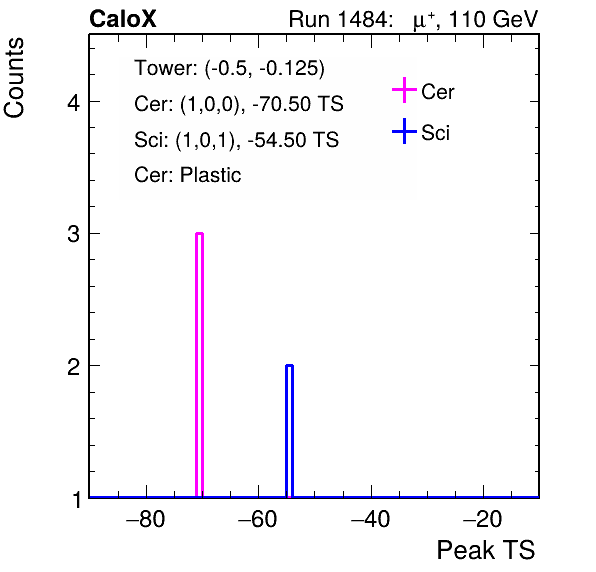 CaloX Run 1484: μ⁺, 110 GeV
Counts
Tower: (-0.5, -0.125)
Cer: (1,0,0), -70.50 TS
Sci: (1,0,1), -54.50 TS
Cer: Plastic
Cer
Sci
4
3
2
1
−80 −60 −40 −20
Peak TS